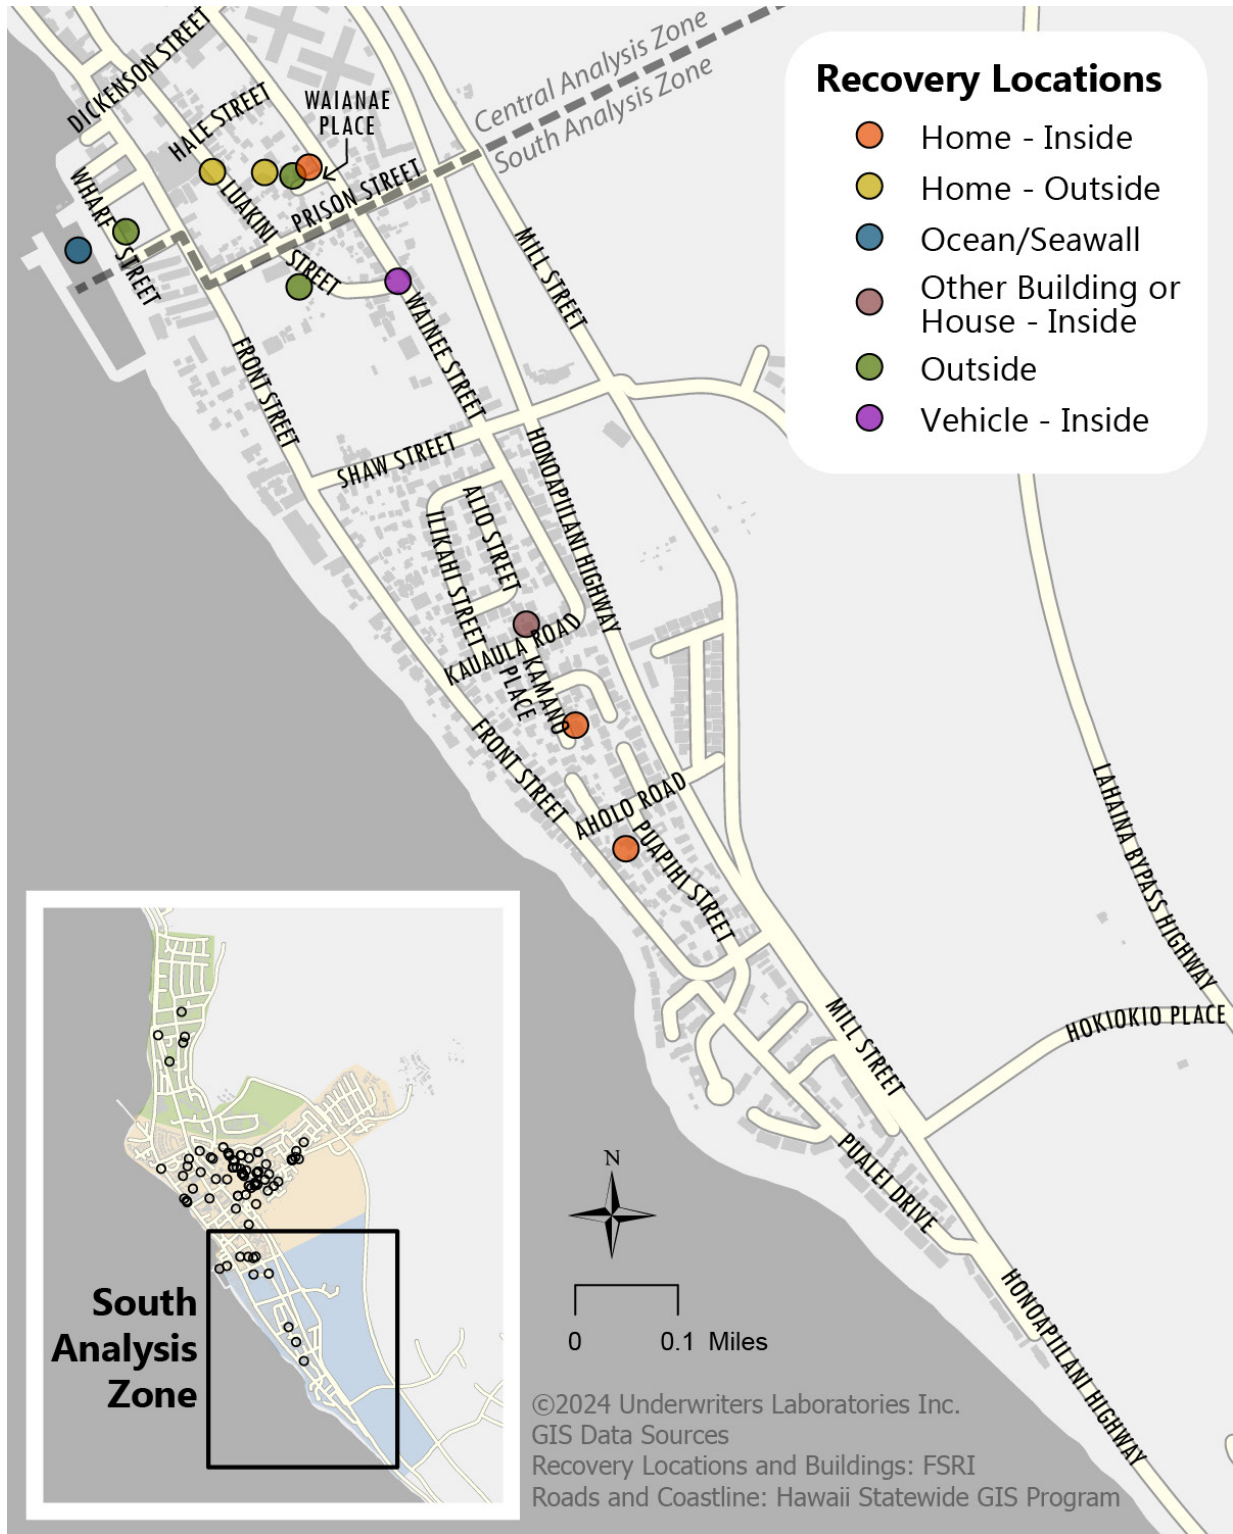 DICKENSON STREET
HALE STREET
WAIANAE
PLACE
Central Analysis Zone
South Analysis Zone
Recovery Locations
Home - Inside
Home - Outside
Ocean/Seawall
Other Building or
House - Inside
Outside
Vehicle - Inside
WHARF STREET
LUAKINI STREET
PRISON STREET
MILL STREET
WAINEE STREET
FRONT STREET
SHAW STREET
HONOAPIILANI HIGHWAY
ALIO STREET
ILIKAHI STREET
KAUAULA ROAD
KAMANO
PLACE
FRONT STREET
AHOLO ROAD
PUAPIHI STREET
LAHAINA BYPASS HIGHWAY
HOKIOKIO PLACE
MILL STREET
PUALEI DRIVE
HONOAPIILANI HIGHWAY
N
0
0.1 Miles
South
Analysis
Zone
©2024 Underwriters Laboratories Inc.
GIS Data Sources
Recovery Locations and Buildings: FSRI
Roads and Coastline: Hawaii Statewide GIS Program